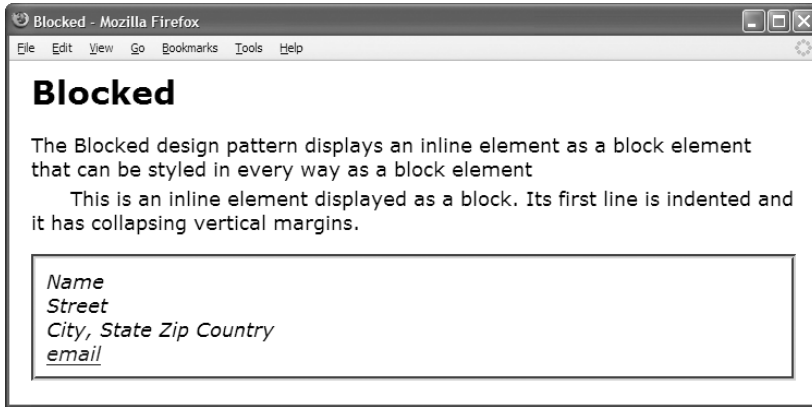 Blocked - Mozilla Firefox
File Edit View Go Bookmarks Tools Help
Blocked
The Blocked design pattern displays an inline element as a block element
that can be styled in every way as a block element
This is an inline element displayed as a block. Its first line is indented and
it has collapsing vertical margins.
Name
Street
City, State Zip Country
email